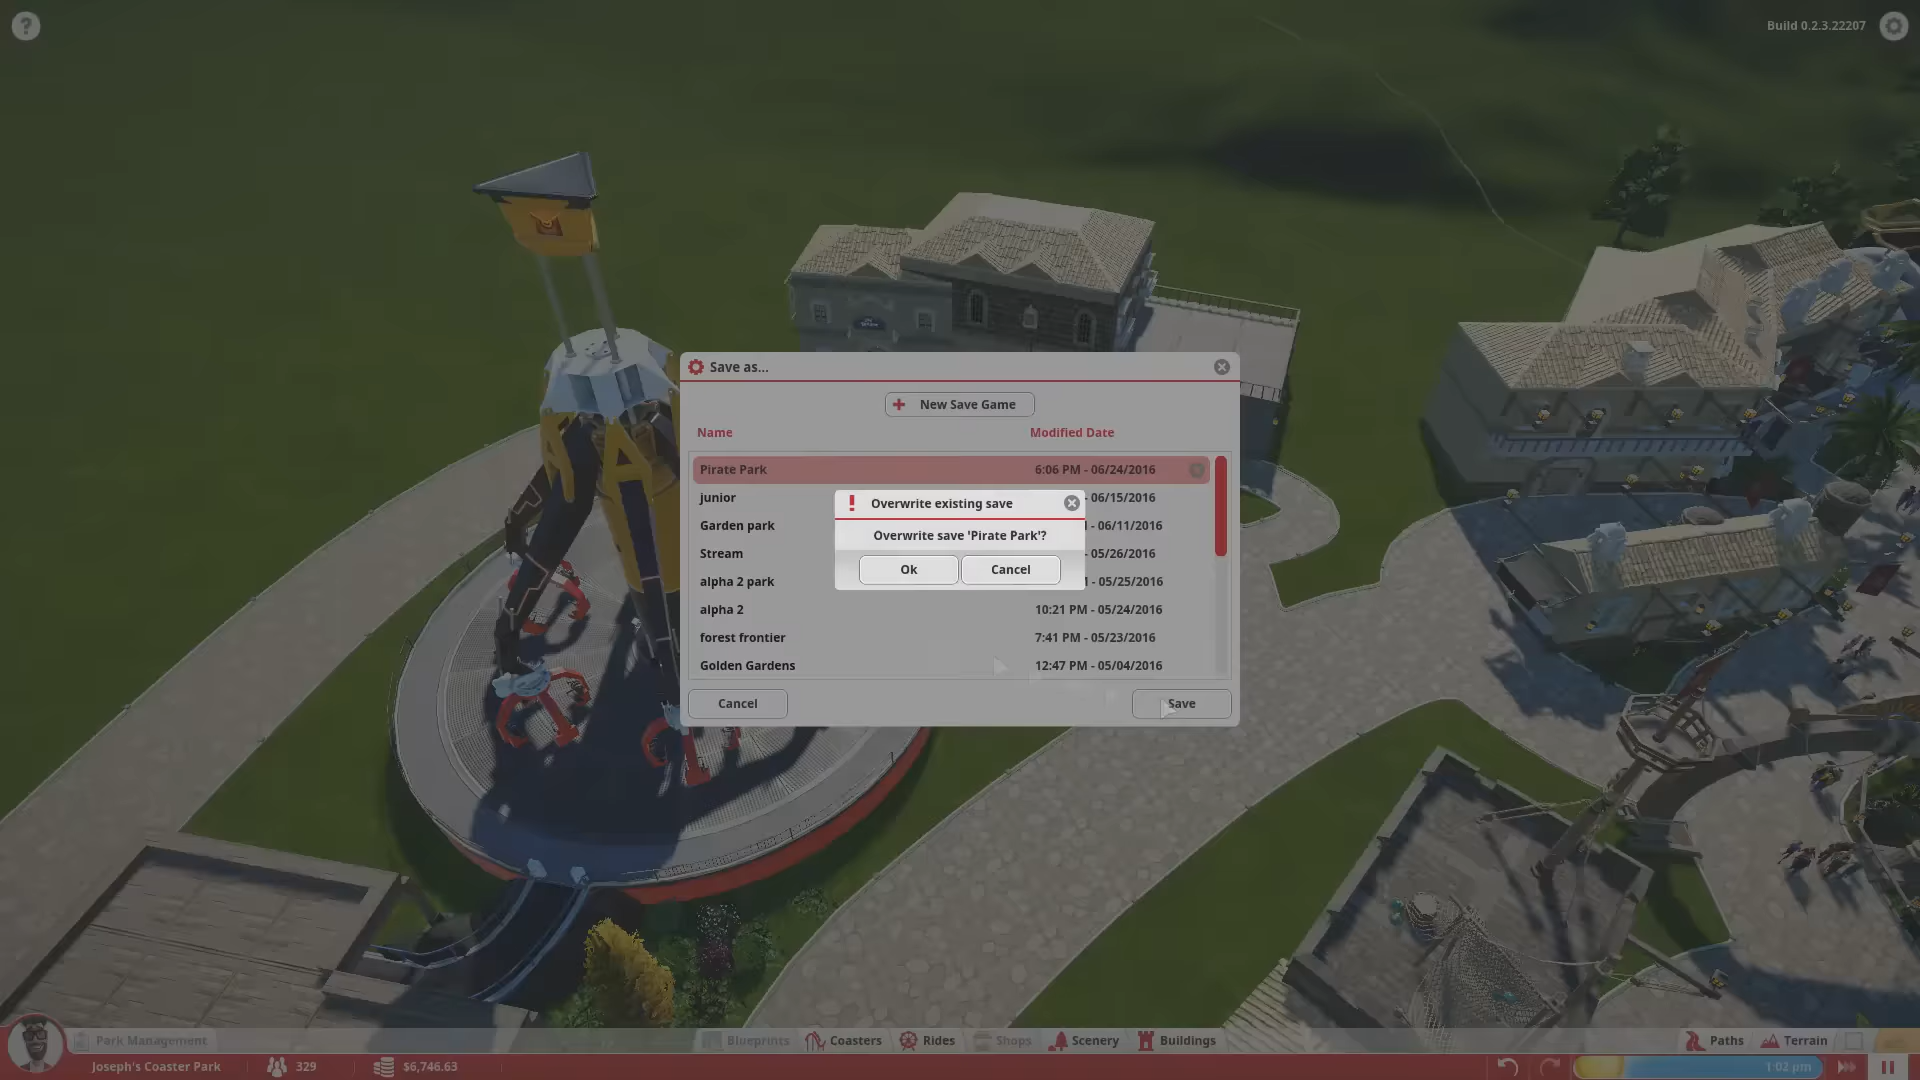 ?
Build 0.2.3.22207
Save as...
New Save Game
Name Modified Date
Pirate Park 6:06 PM - 06/24/2016
junior - 06/15/2016
Garden park - 06/11/2016
Stream - 05/26/2016
alpha 2 park - 05/25/2016
alpha 2 10:21 PM - 05/24/2016
forest frontier 7:41 PM - 05/23/2016
Golden Gardens 12:47 PM - 05/04/2016
Cancel Save
! Overwrite existing save
Overwrite save 'Pirate Park'?
Ok Cancel
Park Management Blueprints Coasters Rides Shops Scenery Buildings Paths Terrain
Joseph's Coaster Park 329 $6,746.63 1:02 pm